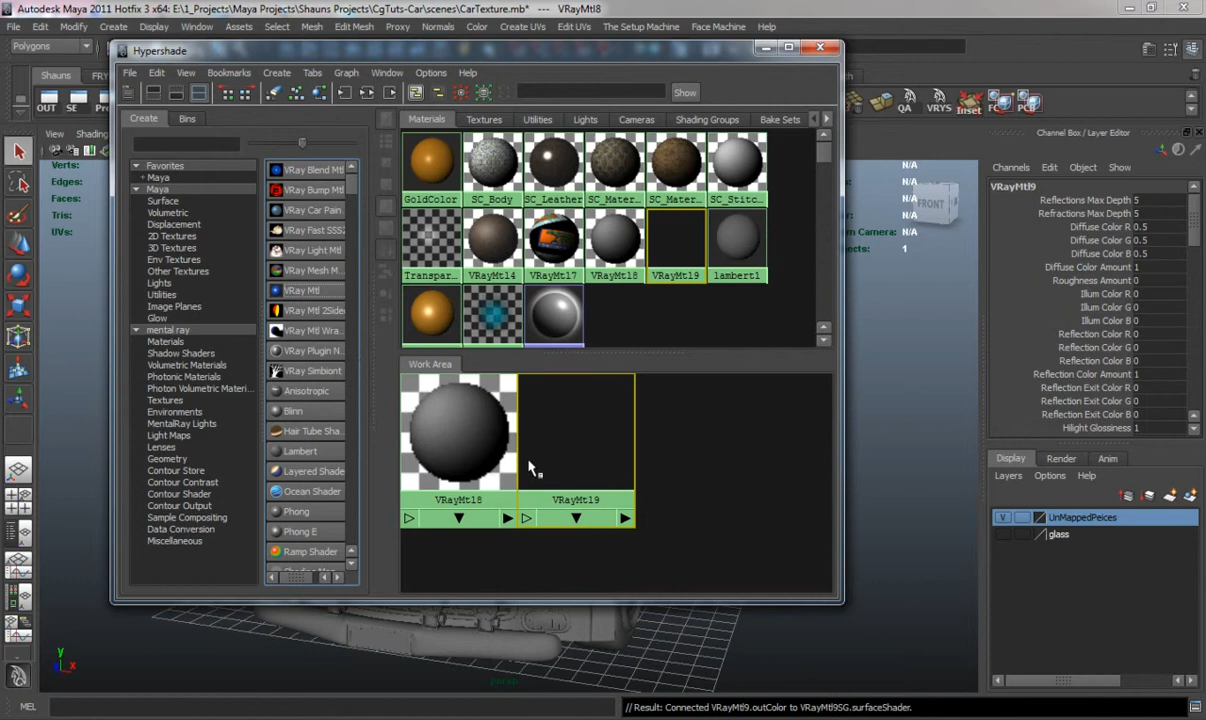 Autodesk Maya 2011 Hotfix 3 x64: E:\1_Projects\Maya Projects\Shauns Projects\CgTuts-Car\scenes\CarTexture.mb* --- VRayMtl8
File Edit Modify Create Display Window Assets Select Mesh Edit Mesh Proxy Normals Color Create UVs Edit UVs The Setup Machine Face Machine Help
Polygons
Hypershade
File Edit View Bookmarks Create Tabs Graph Window Options Help
Shauns FRY
OUT SE Pro
Show
QA VRYS Inset FC PCB
View Shading
Create Bins
Materials Textures Utilities Lights Cameras Shading Groups Bake Sets
Channel Box / Layer Editor
Verts:
Edges:
Faces:
Tris:
UVs:
N/A
N/A
N/A
N/A
N/A
1
FRONT
Channels Edit Object Show
Favorites
Maya
Maya
Surface
Volumetric
Displacement
2D Textures
3D Textures
Env Textures
Other Textures
Lights
Utilities
Image Planes
Glow
mental ray
Materials
Shadow Shaders
Volumetric Materials
Photonic Materials
Photon Volumetric Materi...
Textures
Environments
MentalRay Lights
Light Maps
Lenses
Geometry
Contour Store
Contour Contrast
Contour Shader
Contour Output
Sample Compositing
Data Conversion
Miscellaneous
VRay Blend Mtl
VRay Bump Mtl
VRay Car Pain
VRay Fast SSS2
VRay Light Mtl
VRay Mesh M
VRay Mtl
VRay Mtl 2Side
VRay Mtl Wra
VRay Plugin N
VRay Simbiont
Anisotropic
Blinn
Hair Tube Sha
Lambert
Layered Shade
Ocean Shader
Phong
Phong E
Ramp Shader
GoldColor SC_Body SC_Leather SC_Mater... SC_Mater... SC_Stitc...
Transpar... VRayMtl4 VRayMtl7 VRayMtl8 VRayMtl9 lambert1
Work Area
VRayMtl8 VRayMtl9
VRayMtl9
Reflections Max Depth 5
Refractions Max Depth 5
Diffuse Color R 0.5
Diffuse Color G 0.5
Diffuse Color B 0.5
Diffuse Color Amount 1
Roughness Amount 0
Illum Color R 0
Illum Color G 0
Illum Color B 0
Reflection Color R 0
Reflection Color G 0
Reflection Color B 0
Reflection Color Amount 1
Reflection Exit Color R 0
Reflection Exit Color G 0
Reflection Exit Color B 0
Hilight Glossiness 1
Display Render Anim
Layers Options Help
V UnMappedPeices
glass
y
x
persp
MEL
// Result: Connected VRayMtl9.outColor to VRayMtl9SG.surfaceShader.